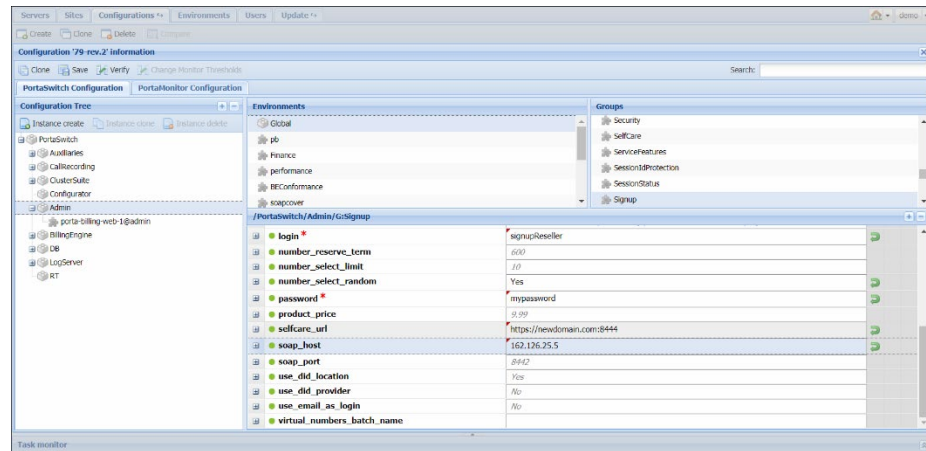 Servers Sites Configurations Environments Users Update demo
Create Clone Delete Compare
Configuration '79-rev.2' information
Clone Save Verify Change Monitor Thresholds Search:
PortaSwitch Configuration PortaMonitor Configuration
Configuration Tree
Instance create Instance clone Instance delete
PortaSwitch
Auxiliaries
CallRecording
ClusterSuite
Configurator
Admin
porta-billing-web-1@admin
BillingEngine
DB
LogServer
RT
Environments
Global
pb
Finance
performance
BEConformance
soapcover
Groups
Security
SelfCare
ServiceFeatures
SessionIdProtection
SessionStatus
Signup
/PortaSwitch/Admin/G:Signup
login * signupReseller
number_reserve_term 600
number_select_limit 10
number_select_random Yes
password * mypassword
product_price 9.99
selfcare_url https://newdomain.com:8444
soap_host 162.126.25.5
soap_port 8442
use_did_location Yes
use_did_provider No
use_email_as_login No
virtual_numbers_batch_name
Task monitor